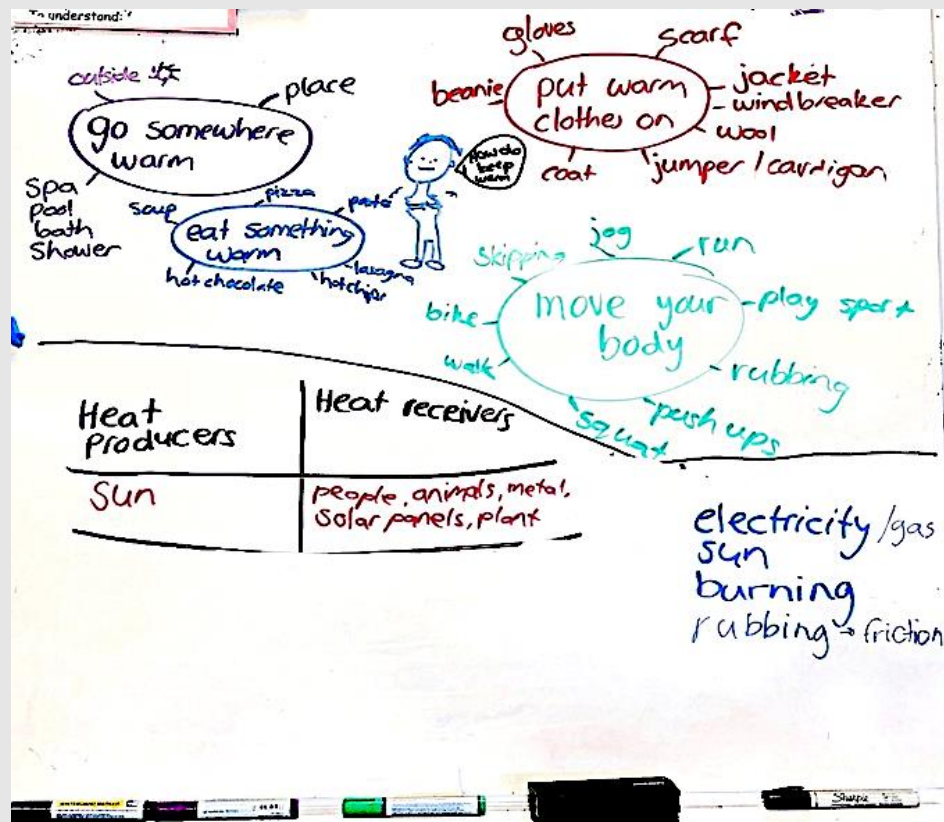 To understand:
outside
place
go somewhere
warm
spa
pool
bath
shower
gloves
scarf
beanie
put warm
clothes on
jacket
windbreaker
wool
coat
jumper / cardigan
How do
keep
warm
soup
pizza
pasta
eat something
warm
lasagna
hot chocolate
hot chips
skipping
jog
run
bike
move your
body
play sport
walk
rubbing
squat
push ups
Heat
Producers
Heat receivers
Sun
people, animals, metal,
Solar panels, plant
electricity/gas
sun
burning
rubbing → friction
Sharpie